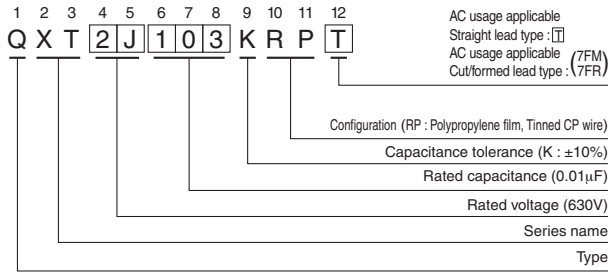 1 2 3 4 5 6 7 8 9 10 11 12
Q X T 2 J 1 0 3 K R P T
AC usage applicable
Straight lead type : T
AC usage applicable (7FM)
Cut/formed lead type : (7FR)
Configuration (RP : Polypropylene film, Tinned CP wire)
Capacitance tolerance (K : ±10%)
Rated capacitance (0.01μF)
Rated voltage (630V)
Series name
Type